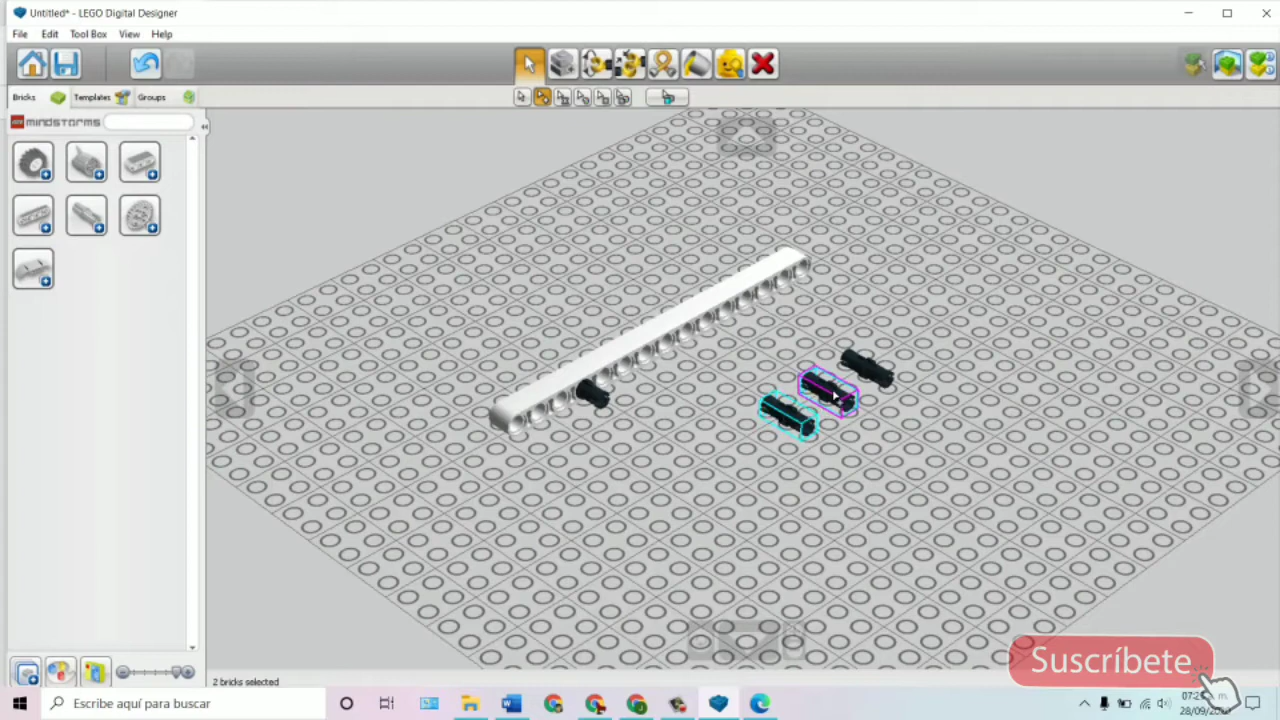 Untitled* - LEGO Digital Designer
File Edit Tool Box View Help
Bricks Templates Groups
mindstorms
2 bricks selected
Suscríbete
Escribe aquí para buscar